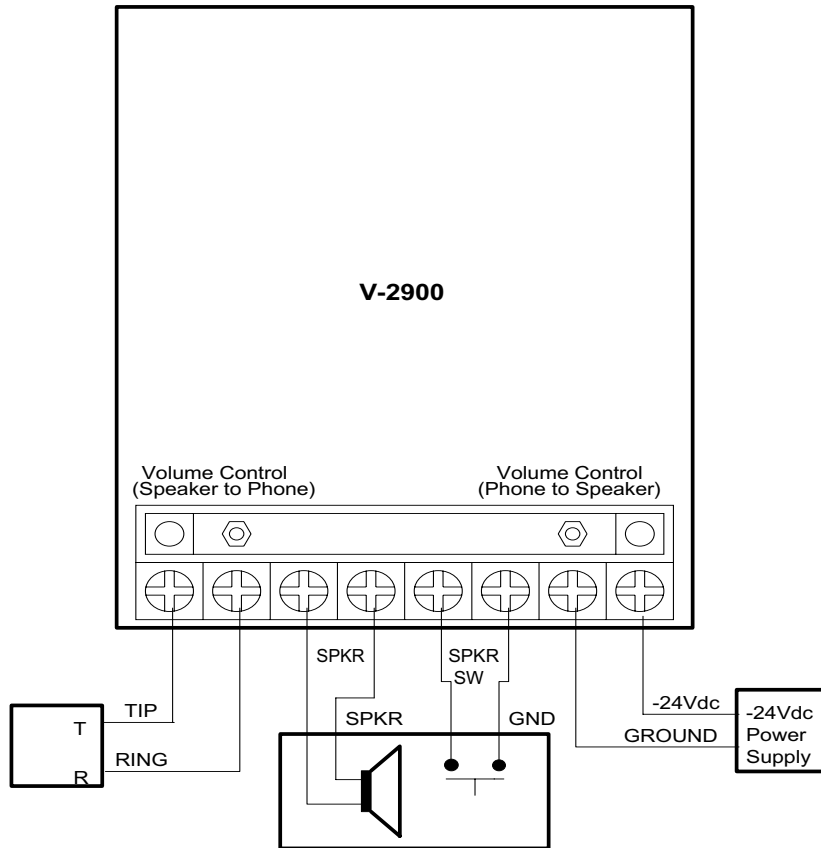 V-2900
Volume Control
(Speaker to Phone)
Volume Control
(Phone to Speaker)
SPKR
SPKR
SW
TIP
T
RING
R
SPKR
GND
-24Vdc
GROUND
-24Vdc
Power
Supply